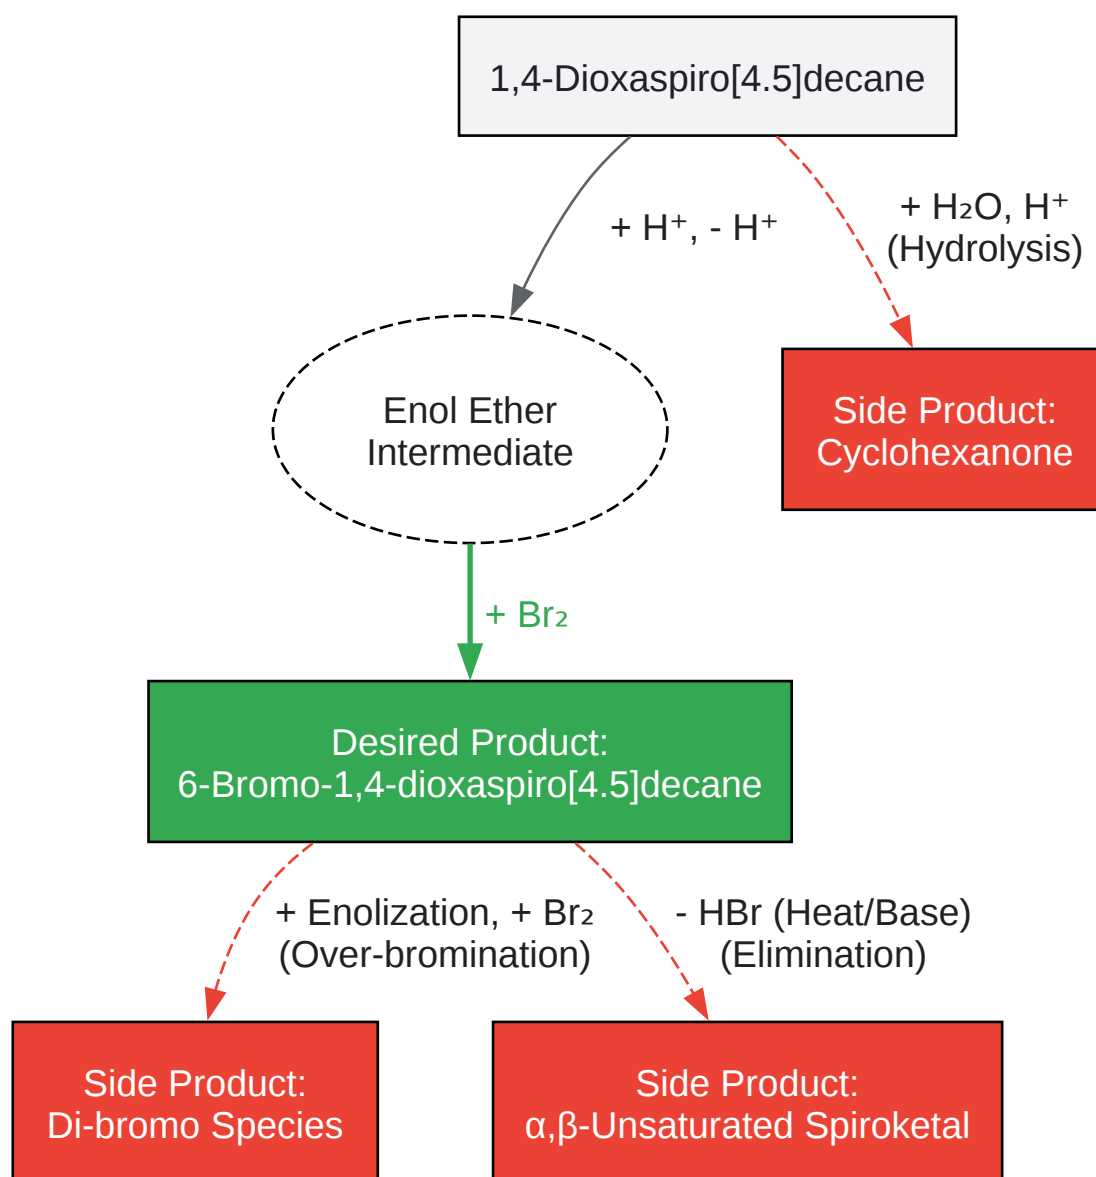 1,4-Dioxaspiro[4.5]decane
+ H⁺, - H⁺
+ H₂O, H⁺
(Hydrolysis)
Enol Ether
Intermediate
Side Product:
Cyclohexanone
+ Br₂
Desired Product:
6-Bromo-1,4-dioxaspiro[4.5]decane
+ Enolization, + Br₂
(Over-bromination)
- HBr (Heat/Base)
(Elimination)
Side Product:
Di-bromo Species
Side Product:
α,β-Unsaturated Spiroketal